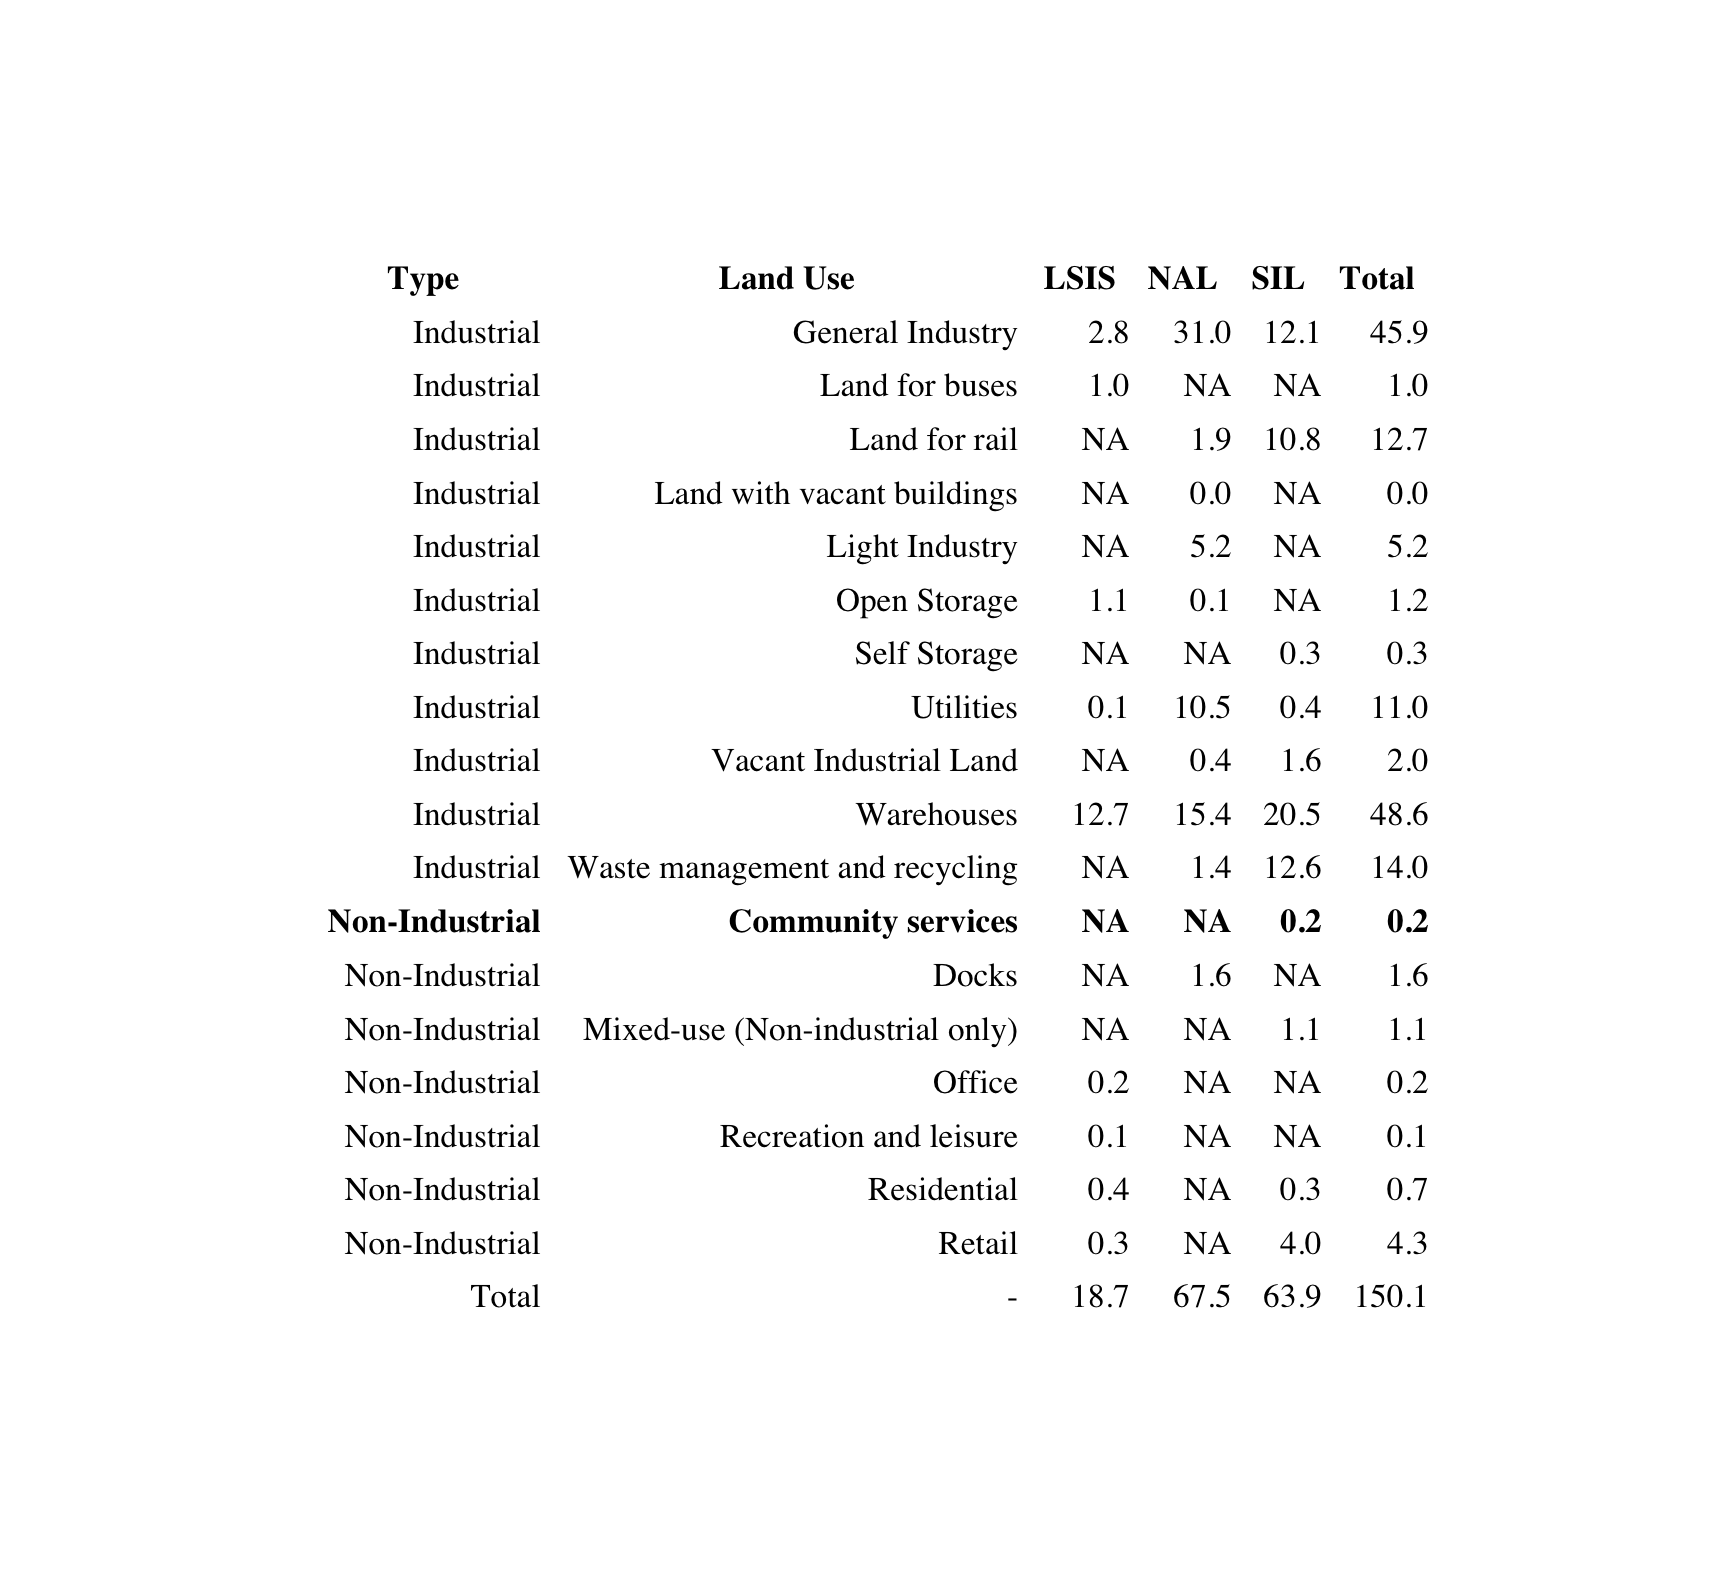 Type Land Use LSIS NAL SIL Total
Industrial General Industry 2.8 31.0 12.1 45.9
Industrial Land for buses 1.0 NA NA 1.0
Industrial Land for rail NA 1.9 10.8 12.7
Industrial Land with vacant buildings NA 0.0 NA 0.0
Industrial Light Industry NA 5.2 NA 5.2
Industrial Open Storage 1.1 0.1 NA 1.2
Industrial Self Storage NA NA 0.3 0.3
Industrial Utilities 0.1 10.5 0.4 11.0
Industrial Vacant Industrial Land NA 0.4 1.6 2.0
Industrial Warehouses 12.7 15.4 20.5 48.6
Industrial Waste management and recycling NA 1.4 12.6 14.0
Non-Industrial Community services NA NA 0.2 0.2
Non-Industrial Docks NA 1.6 NA 1.6
Non-Industrial Mixed-use (Non-industrial only) NA NA 1.1 1.1
Non-Industrial Office 0.2 NA NA 0.2
Non-Industrial Recreation and leisure 0.1 NA NA 0.1
Non-Industrial Residential 0.4 NA 0.3 0.7
Non-Industrial Retail 0.3 NA 4.0 4.3
Total - 18.7 67.5 63.9 150.1